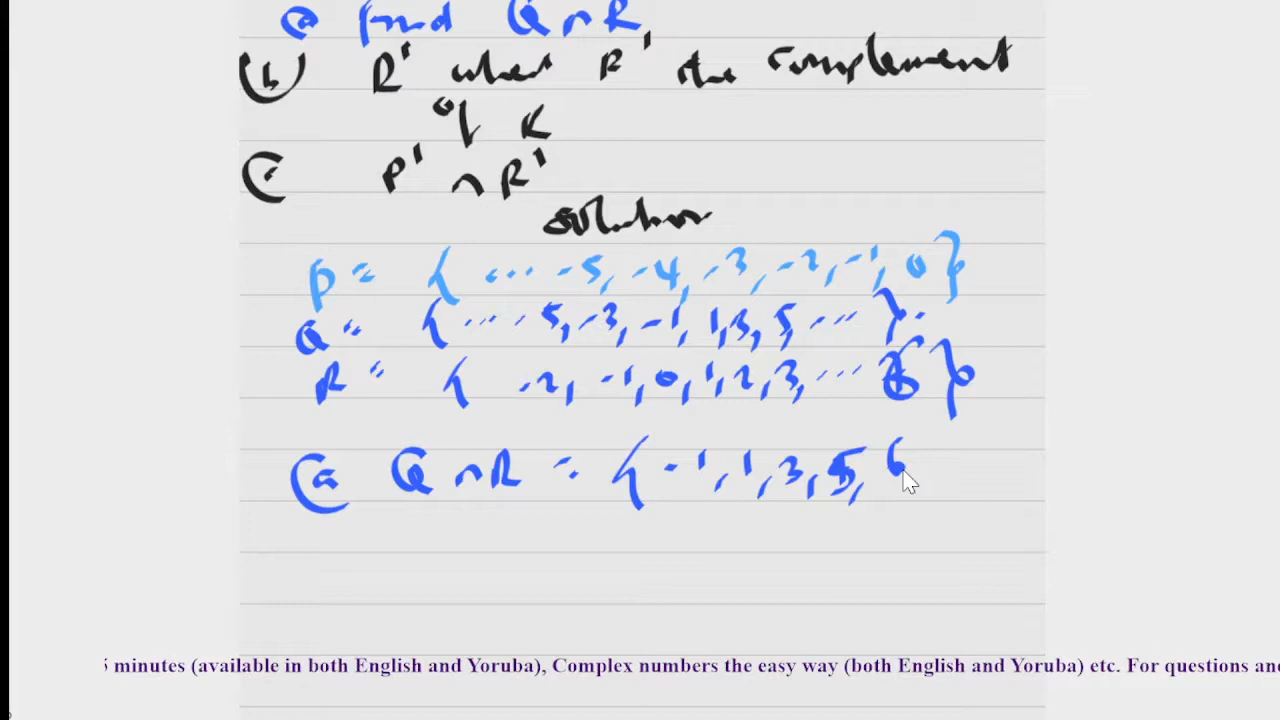 (a) find Q ∩ R,
(b) R' where R' the complement
of R
(c) P' ∩ R'
solution
P = { ... -5, -4, -3, -2, -1, 0}
Q = { .... 5, -3, -1, 1, 3, 5, ... }.
R = { -2, -1, 0, 1, 2, 3, ... }
(a Q ∩ R = { -1, 1, 3, 5, 6
minutes (available in both English and Yoruba), Complex numbers the easy way (both English and Yoruba) etc. For questions and